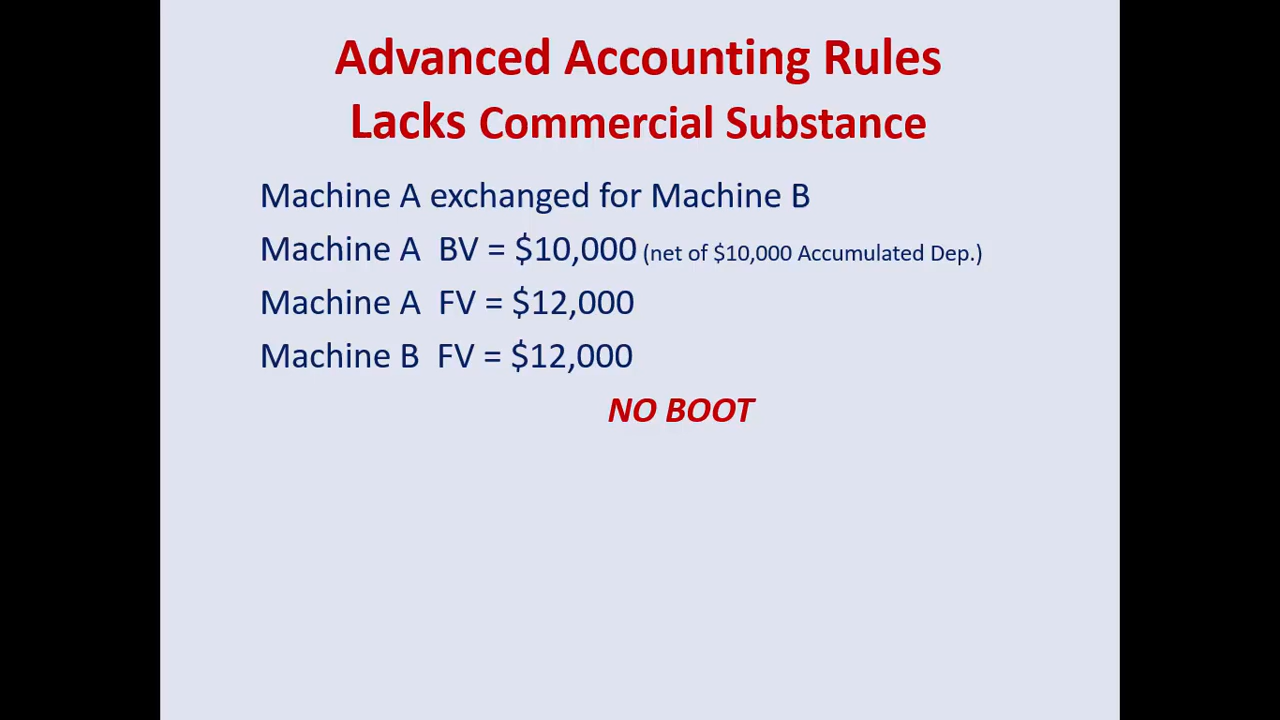 Advanced Accounting Rules
Lacks Commercial Substance
Machine A exchanged for Machine B
Machine A BV = $10,000 (net of $10,000 Accumulated Dep.)
Machine A FV = $12,000
Machine B FV = $12,000
NO BOOT